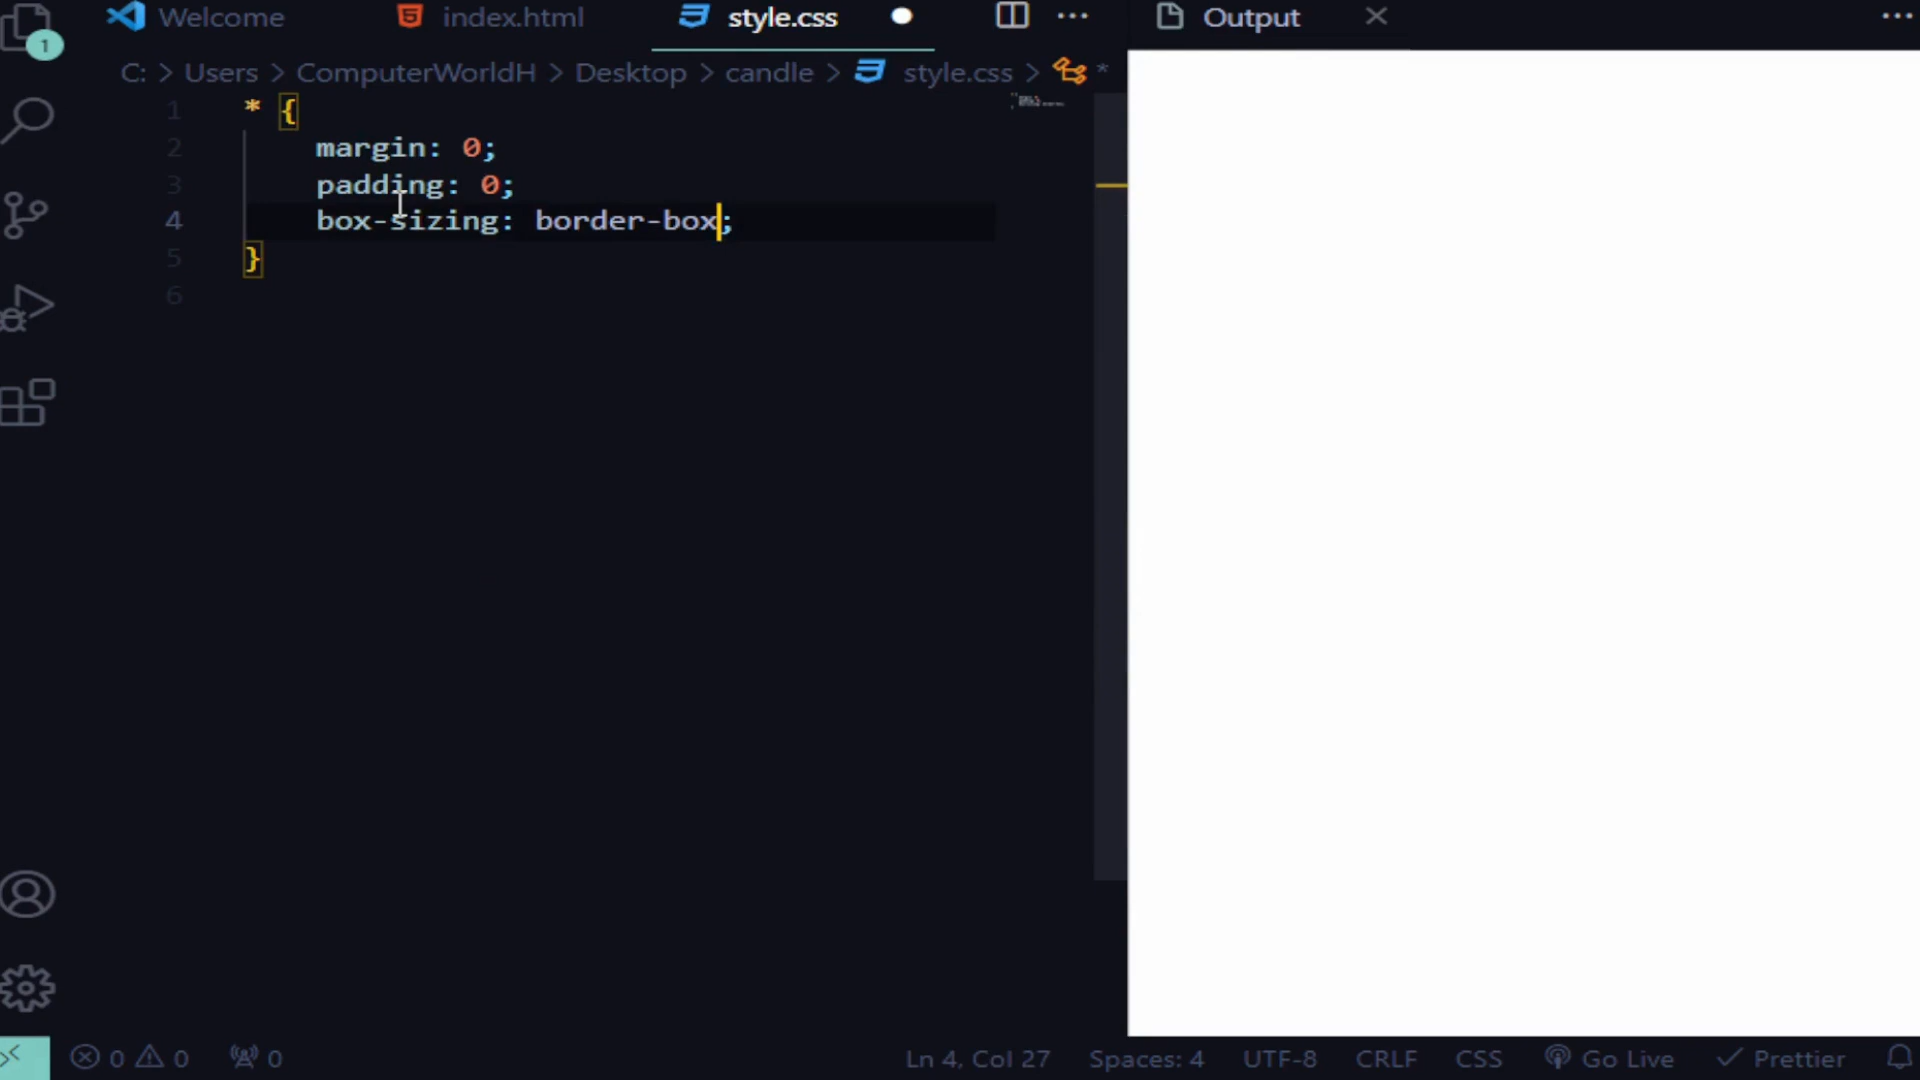 Welcome index.html style.css Output
1
C: > Users > ComputerWorldH > Desktop > candle > style.css > *
1 * {
2 margin: 0;
3 padding: 0;
4 box-sizing: border-box;
5 }
6
0 0 0 Ln 4, Col 27 Spaces: 4 UTF-8 CRLF CSS Go Live Prettier